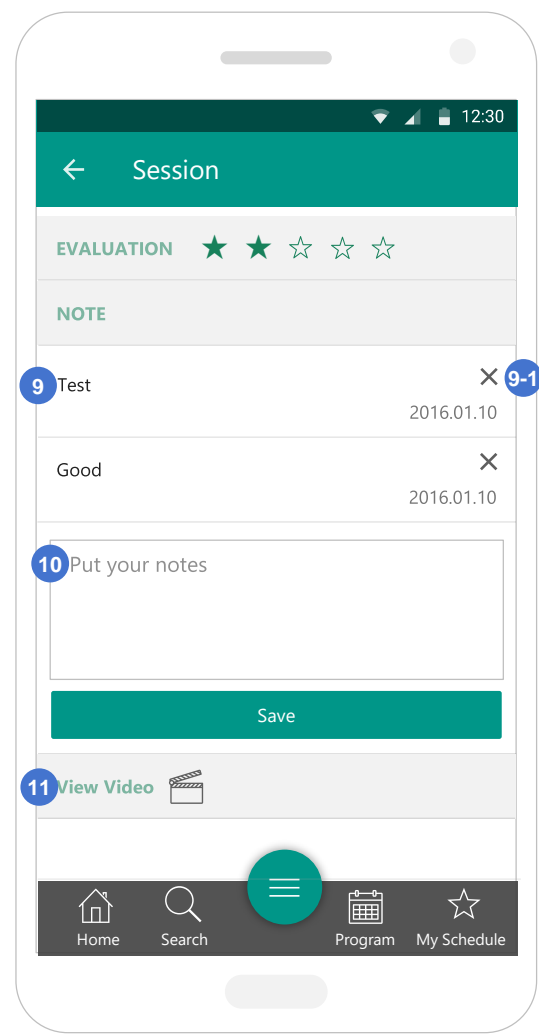 12:30
Session
EVALUATION
NOTE
9 Test
9-1
2016.01.10
Good
2016.01.10
10 Put your notes
Save
11 View Video
Home Search Program My Schedule